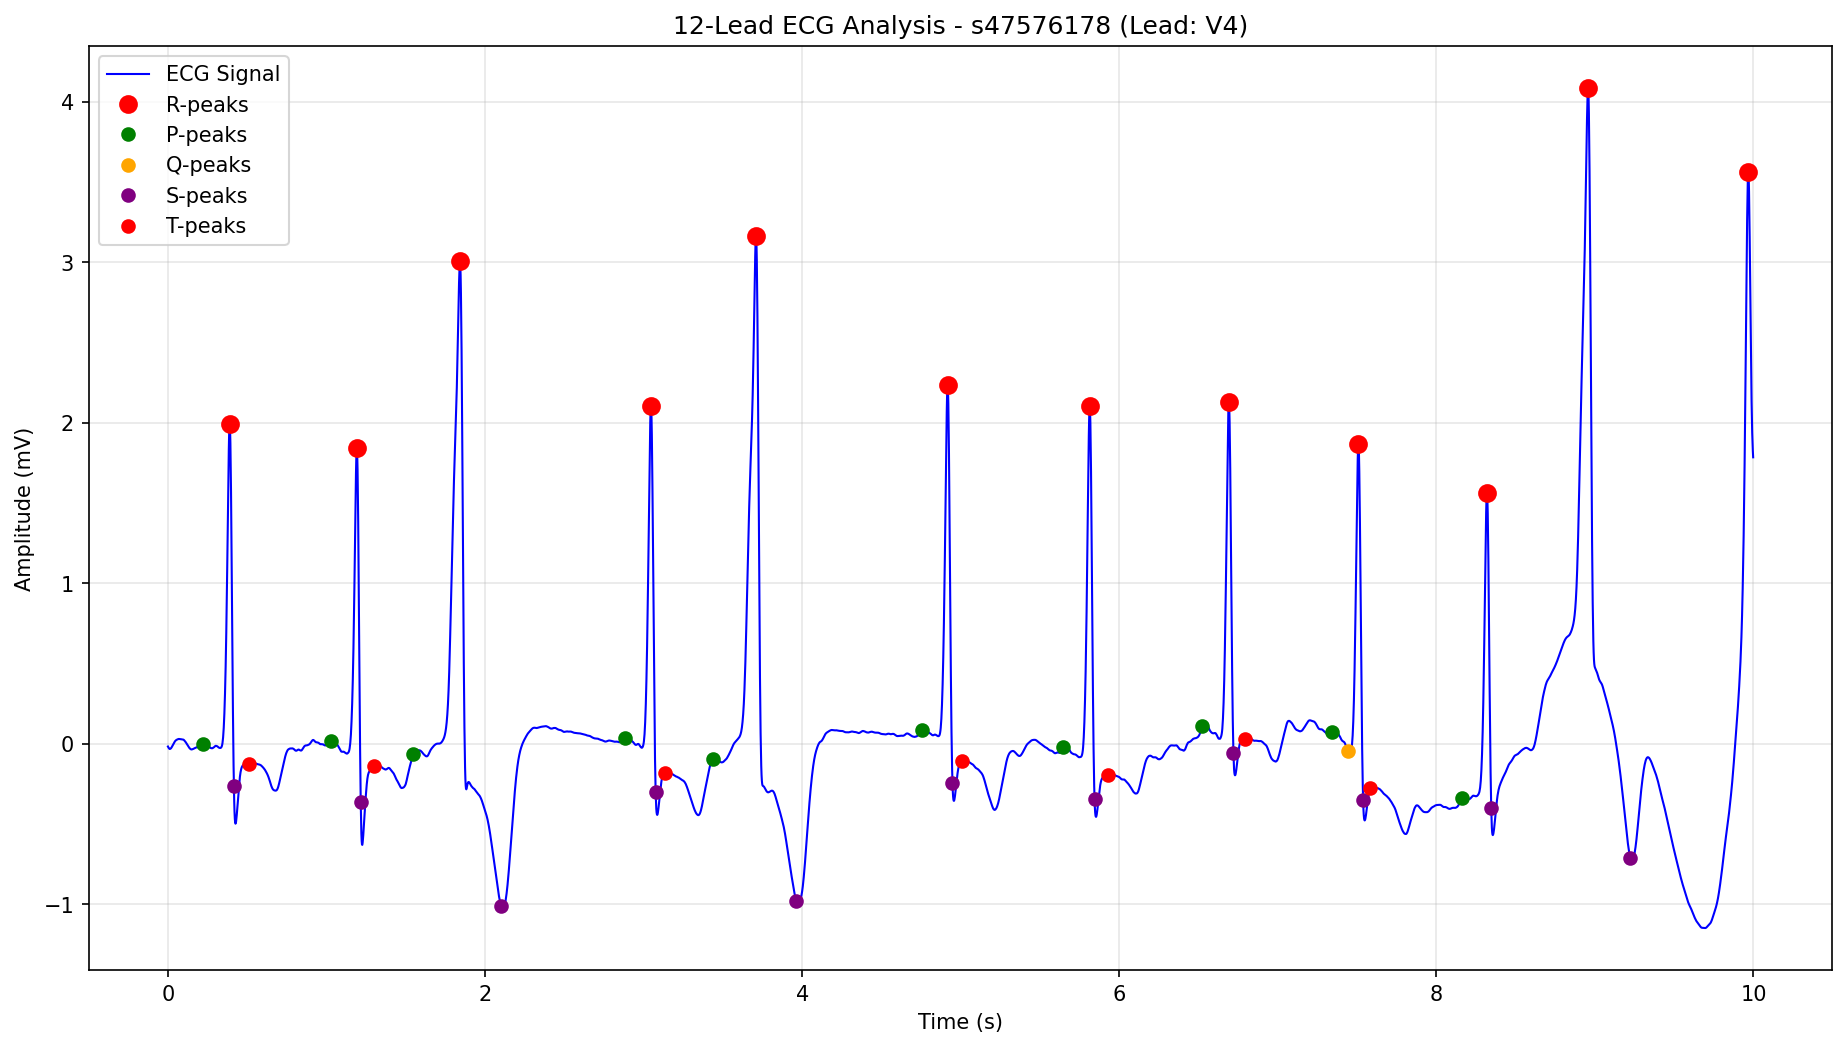 12-Lead ECG Analysis - s47576178 (Lead: V4)
ECG Signal
R-peaks
P-peaks
Q-peaks
S-peaks
T-peaks
Amplitude (mV)
4
3
2
1
0
−1
0 2 4 6 8 10
Time (s)